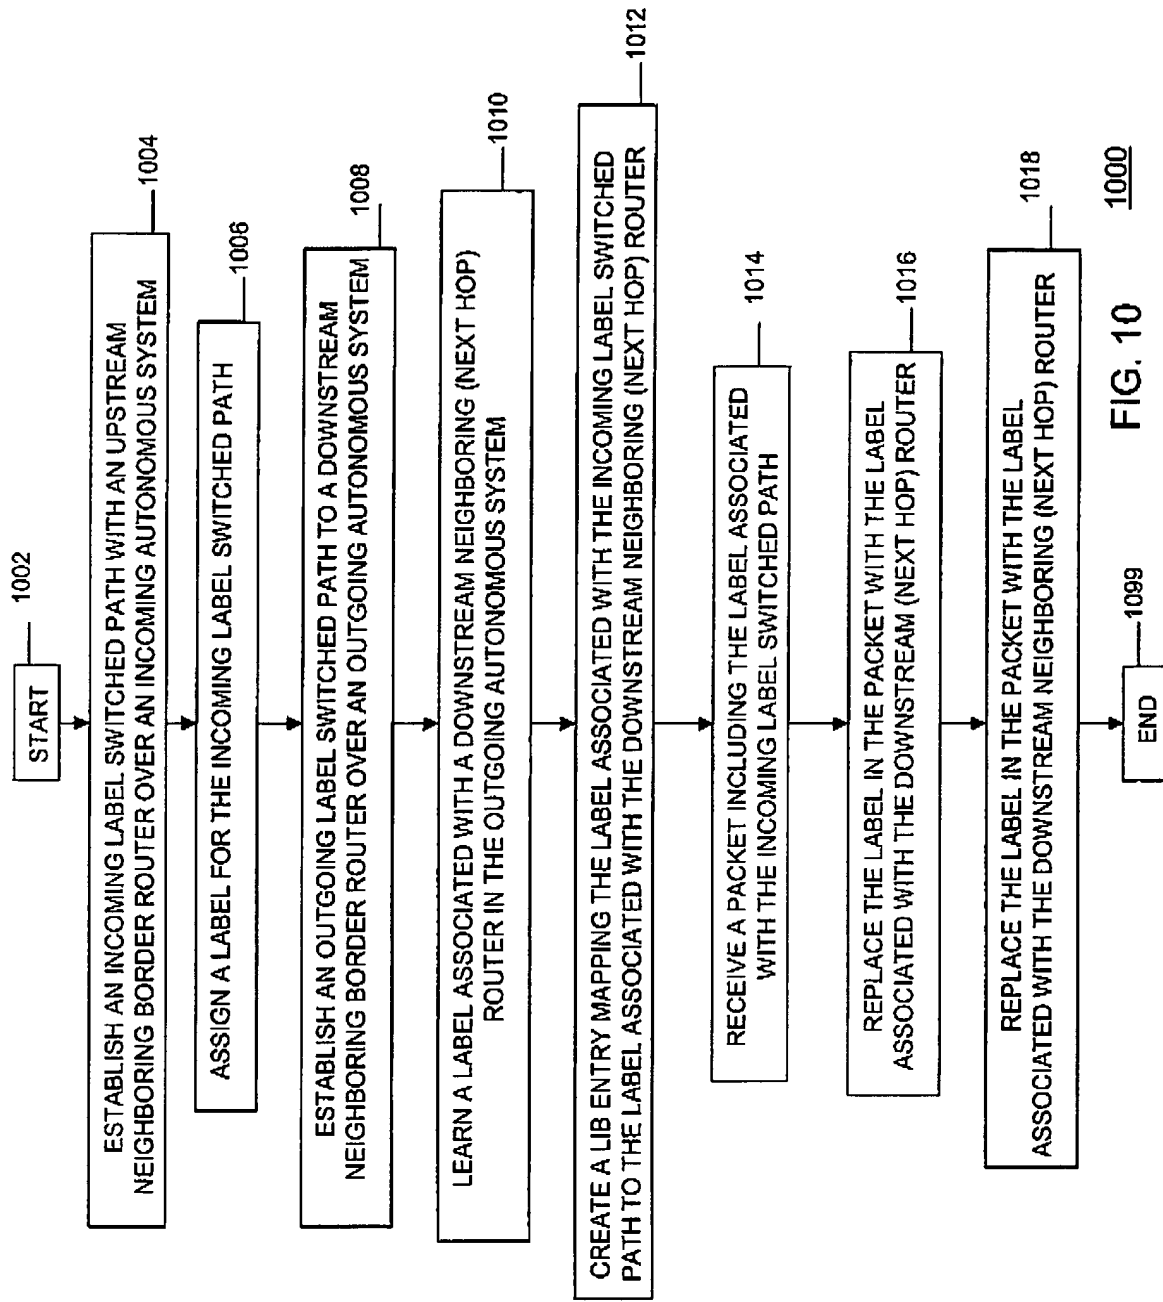 START
1002
ESTABLISH AN INCOMING LABEL SWITCHED PATH WITH AN UPSTREAM
NEIGHBORING BORDER ROUTER OVER AN INCOMING AUTONOMOUS SYSTEM
1004
ASSIGN A LABEL FOR THE INCOMING LABEL SWITCHED PATH
1006
ESTABLISH AN OUTGOING LABEL SWITCHED PATH TO A DOWNSTREAM
NEIGHBORING BORDER ROUTER OVER AN OUTGOING AUTONOMOUS SYSTEM
1008
LEARN A LABEL ASSOCIATED WITH A DOWNSTREAM NEIGHBORING (NEXT HOP)
ROUTER IN THE OUTGOING AUTONOMOUS SYSTEM
1010
CREATE A LIB ENTRY MAPPING THE LABEL ASSOCIATED WITH THE INCOMING LABEL SWITCHED
PATH TO THE LABEL ASSOCIATED WITH THE DOWNSTREAM NEIGHBORING (NEXT HOP) ROUTER
1012
RECEIVE A PACKET INCLUDING THE LABEL ASSOCIATED
WITH THE INCOMING LABEL SWITCHED PATH
1014
REPLACE THE LABEL IN THE PACKET WITH THE LABEL
ASSOCIATED WITH THE DOWNSTREAM (NEXT HOP) ROUTER
1016
REPLACE THE LABEL IN THE PACKET WITH THE LABEL
ASSOCIATED WITH THE DOWNSTREAM NEIGHBORING (NEXT HOP) ROUTER
1018
END
1099
FIG. 10
1000